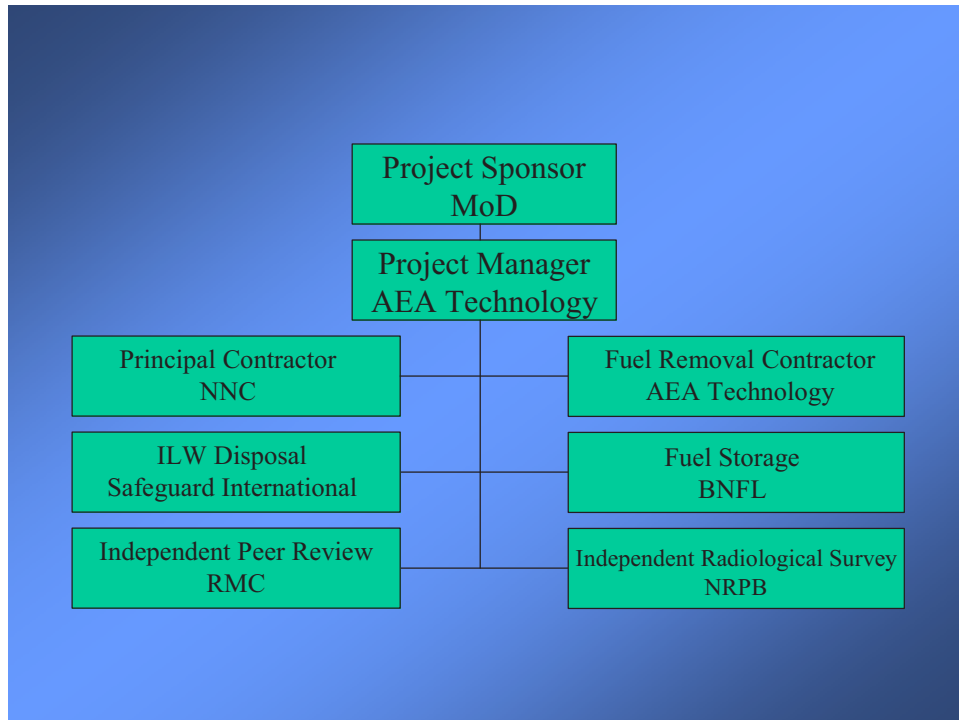 Project Sponsor
MoD
Project Manager
AEA Technology
Principal Contractor
NNC
Fuel Removal Contractor
AEA Technology
ILW Disposal
Safeguard International
Fuel Storage
BNFL
Independent Peer Review
RMC
Independent Radiological Survey
NRPB